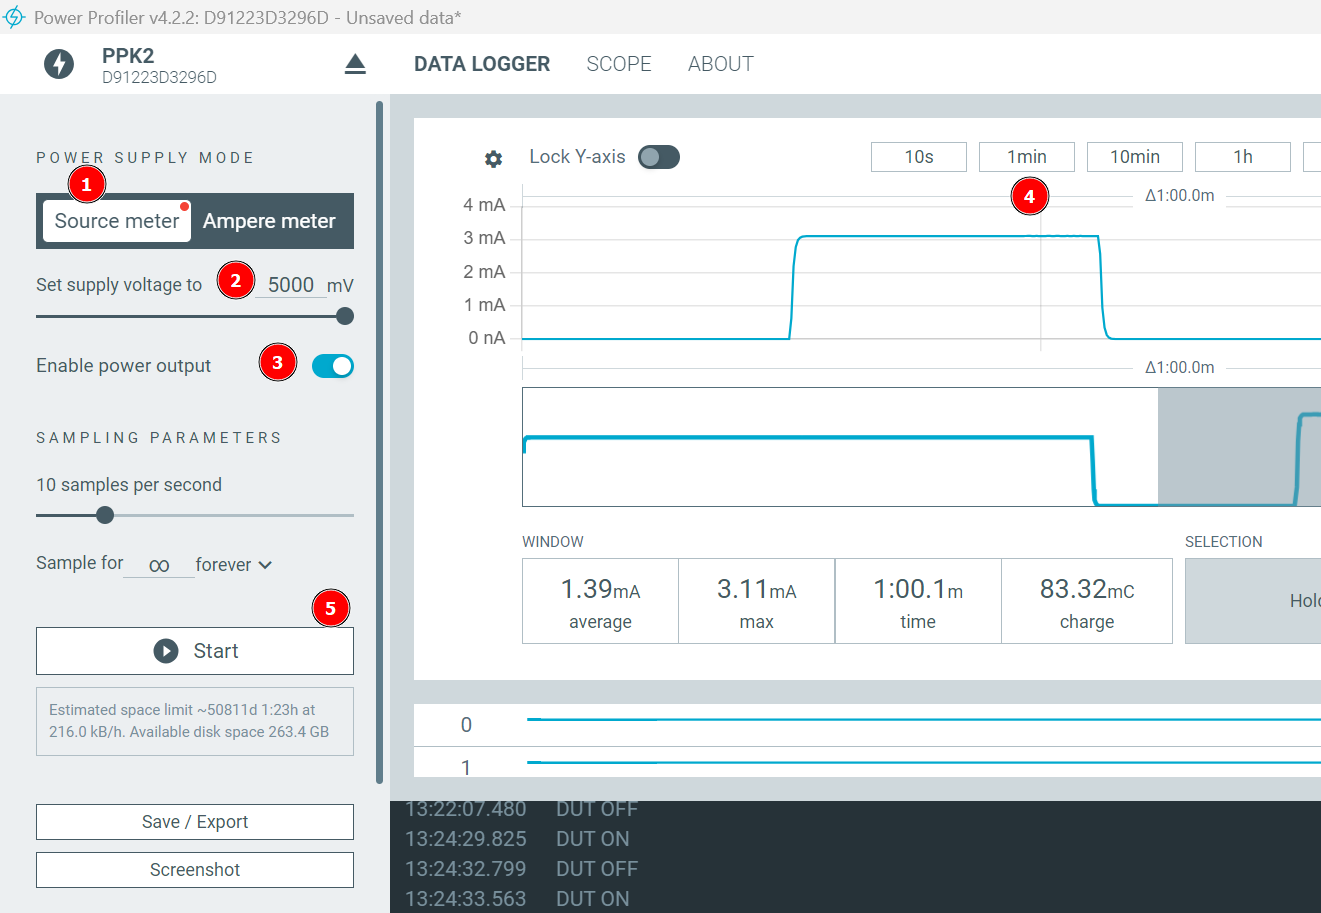 Power Profiler v4.2.2: D91223D3296D - Unsaved data*
PPK2
D91223D3296D
DATA LOGGER
SCOPE
ABOUT
POWER SUPPLY MODE
1
Source meter
Ampere meter
Set supply voltage to
2
5000 mV
Enable power output
3
SAMPLING PARAMETERS
10 samples per second
Sample for ∞ forever
5
Start
Estimated space limit ~50811d 1:23h at
216.0 kB/h. Available disk space 263.4 GB
Save / Export
Screenshot
Lock Y-axis
10s
1min
10min
1h
4
Δ1:00.0m
4 mA
3 mA
2 mA
1 mA
0 nA
Δ1:00.0m
WINDOW
1.39mA
average
3.11mA
max
1:00.1m
time
83.32mC
charge
SELECTION
Hol
0
1
13:22:07.480 DUT OFF
13:24:29.825 DUT ON
13:24:32.799 DUT OFF
13:24:33.563 DUT ON